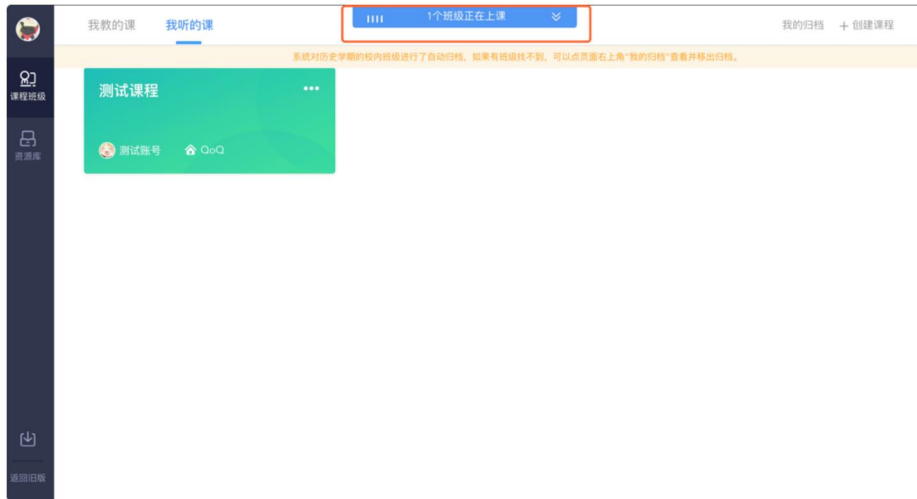 我教的课
我听的课
1个班级正在上课
我的归档
+ 创建课程
系统对历史学期的校内班级进行了自动归档，如果有班级找不到，可以点页面右上角"我的归档"查看并移出归档。
课程班级
资源库
测试课程
测试账号
QoQ
返回旧版